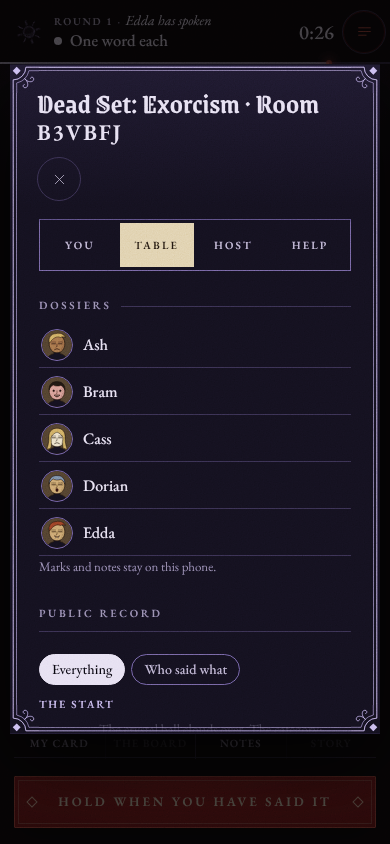 ROUND 1 · Edda has spoken
One word each
0:26
Dead Set: Exorcism · Room
B3VBFJ
YOU
TABLE
HOST
HELP
DOSSIERS
Ash
Bram
Cass
Dorian
Edda
Marks and notes stay on this phone.
PUBLIC RECORD
Everything
Who said what
THE START
MY CARD
THE BOARD
NOTES
STORY
HOLD WHEN YOU HAVE SAID IT